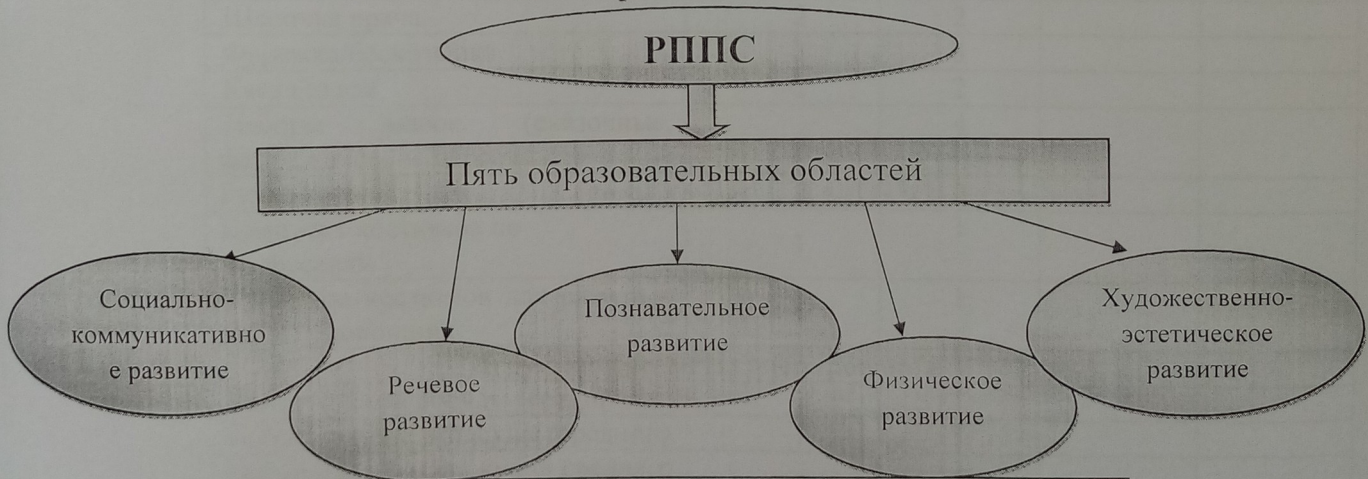 РППС
Пять образовательных областей
Социально-
коммуникативно
е развитие
Речевое
развитие
Познавательное
развитие
Физическое
развитие
Художественно-
эстетическое
развитие